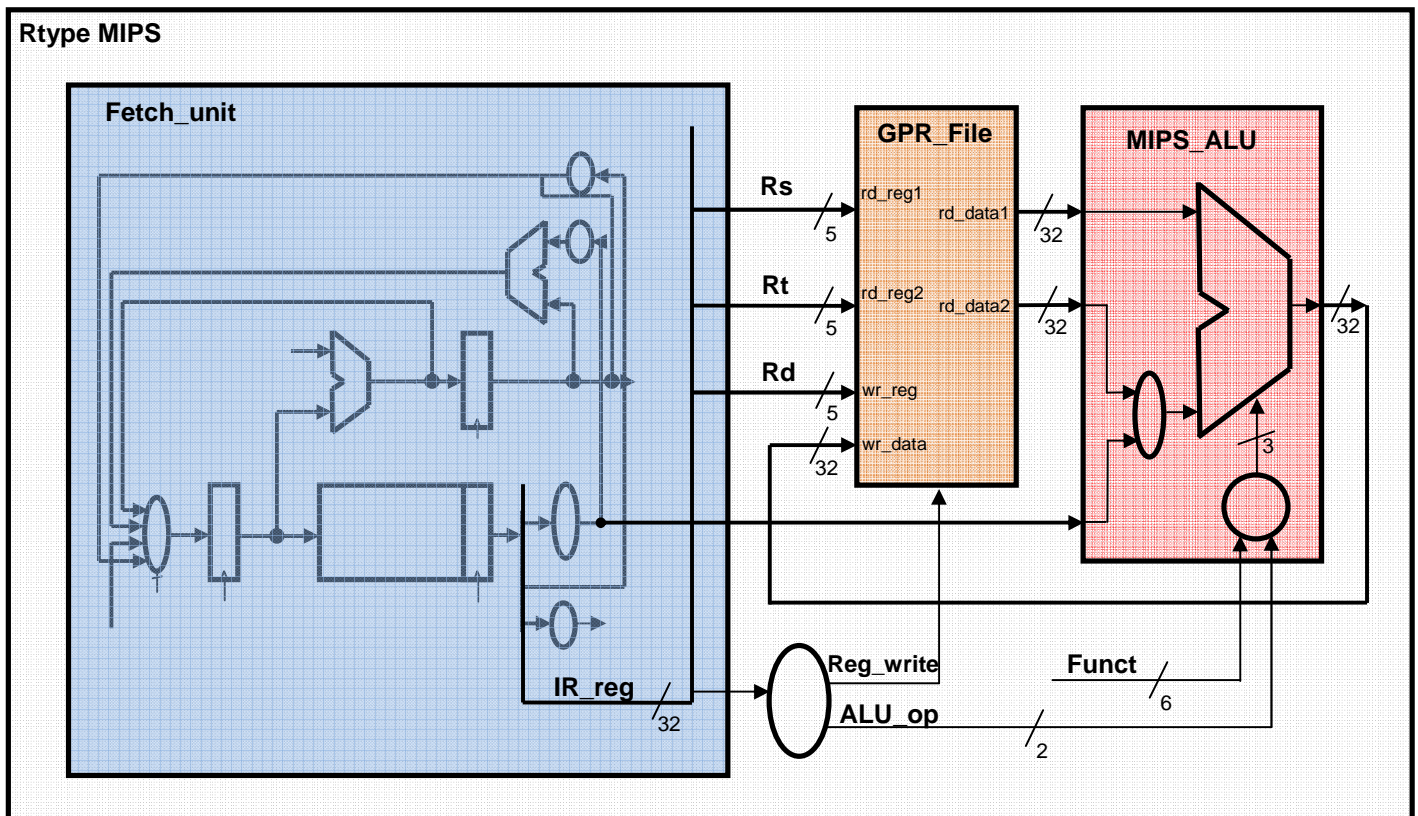 Rtype MIPS
Fetch_unit
GPR_File
MIPS_ALU
Rs
5
rd_reg1
rd_data1
32
Rt
5
rd_reg2
rd_data2
32
32
Rd
5
wr_reg
32
wr_data
3
IR_reg
32
Reg_write
ALU_op
2
Funct
6